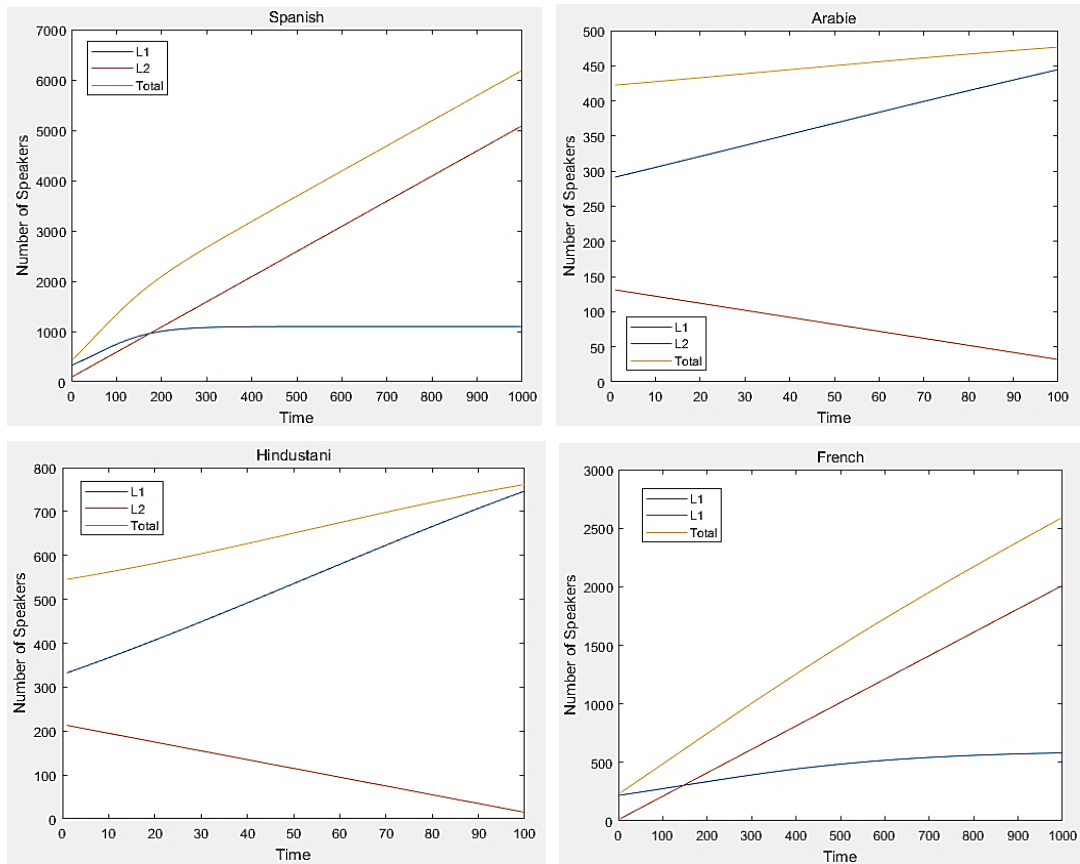 Spanish
7000
6000
5000
4000
3000
2000
1000
0
Number of Speakers
L1
L2
Total
0 100 200 300 400 500 600 700 800 900 1000
Time
Arabie
500
450
400
350
300
250
200
150
100
50
0
Number of Speakers
L1
L2
Total
0 10 20 30 40 50 60 70 80 90 100
Time
Hindustani
800
700
600
500
400
300
200
100
0
Number of Speakers
L1
L2
Total
0 10 20 30 40 50 60 70 80 90 100
Time
French
3000
2500
2000
1500
1000
500
0
Number of Speakers
L1
L1
Total
0 100 200 300 400 500 600 700 800 900 1000
Time